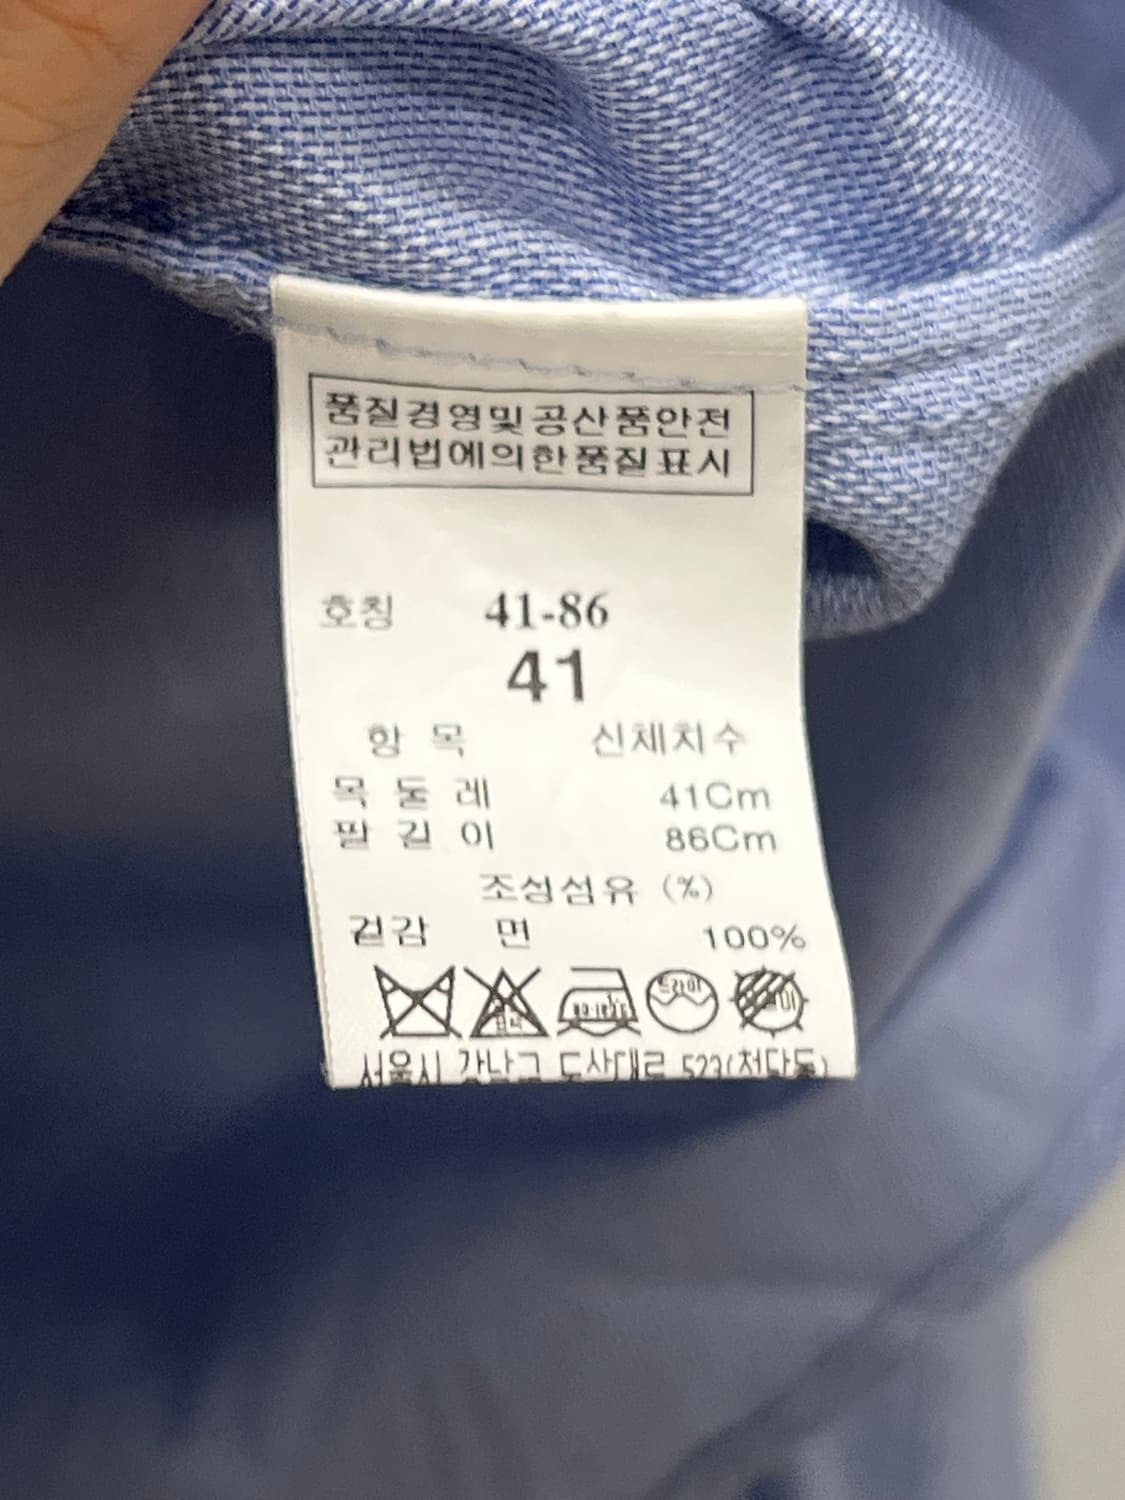 품질경영및공산품안전
관리법에의한품질표시
호칭 41-86
41
항 목 신체치수
목 둘 레 41Cm
팔 길 이 86Cm
조성섬유 (%)
겉감 면 100%
드라이
서울시 강남구 도산대로 523(청담동)